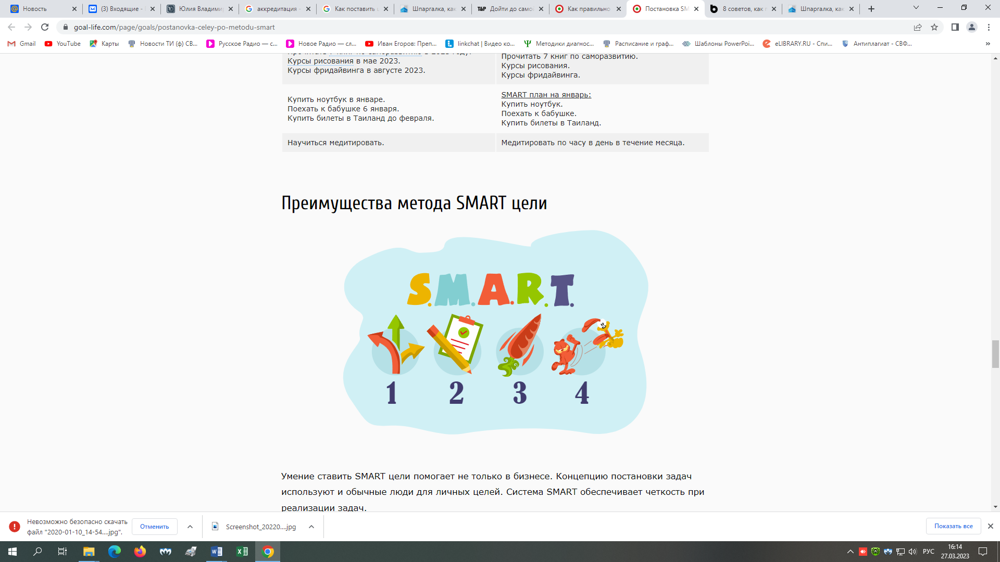 Новость
(3) Входящие -
Юлия Владими
аккредитация -
Как поставить ц
Шпаргалка, как
T&P Дойти до само
Как правильно
Постановка SM
8 советов, как
Шпаргалка, как
goal-life.com/page/goals/postanovka-celey-po-metodu-smart
Gmail
YouTube
Карты
Новости ТИ (ф) СВ...
Русское Радио — с...
Новое Радио — сл...
Иван Егоров: Преп...
linkchat | Видео ко...
Методики диагнос...
Расписание и граф...
Шаблоны PowerPoi...
eLIBRARY.RU - Спи...
Антиплагиат - СВФ...
»
Прочитать 7 книг по саморазвитию в 2023 году.
Курсы рисования в мае 2023.
Курсы фридайвинга в августе 2023.
Прочитать 7 книг по саморазвитию.
Курсы рисования.
Курсы фридайвинга.
Купить ноутбук в январе.
Поехать к бабушке 6 января.
Купить билеты в Таиланд до февраля.
SMART план на январь:
Купить ноутбук.
Поехать к бабушке.
Купить билеты в Таиланд.
Научиться медитировать.
Медитировать по часу в день в течение месяца.
Преимущества метода SMART цели
S.M.A.R.T.
1 2 3 4
Умение ставить SMART цели помогает не только в бизнесе. Концепцию постановки задач
используют и обычные люди для личных целей. Система SMART обеспечивает четкость при
реализации задач.
Невозможно безопасно скачать
файл "2020-01-10_14-54....jpg".
Отменить
Screenshot_20220....jpg
Показать все
РУС
16:14
27.03.2023